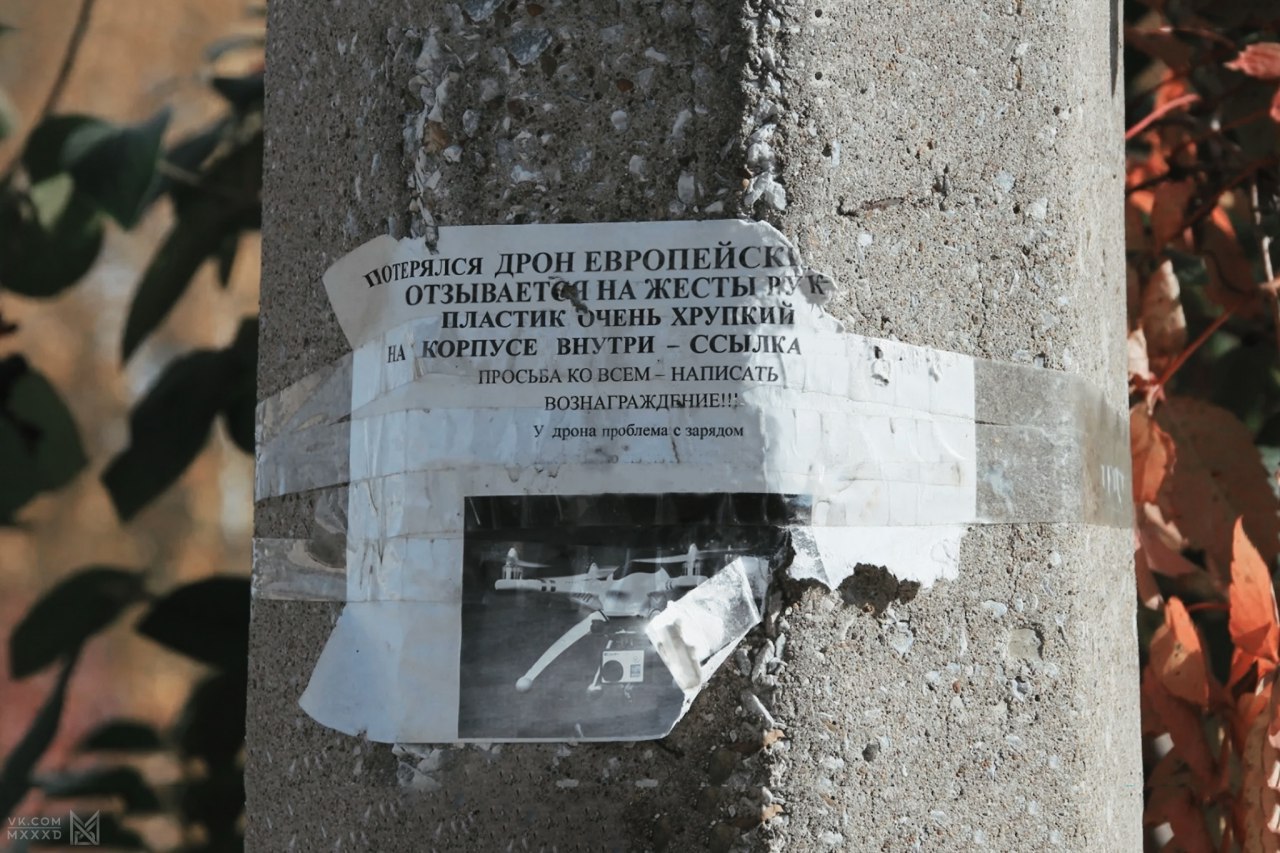 ПОТЕРЯЛСЯ ДРОН ЕВРОПЕЙСК
ОТЗЫВАЕТСЯ НА ЖЕСТЫ РУК
ПЛАСТИК ОЧЕНЬ ХРУПКИЙ
НА КОРПУСЕ ВНУТРИ – ССЫЛКА
ПРОСЬБА КО ВСЕМ – НАПИСАТЬ
ВОЗНАГРАЖДЕНИЕ!!!
У дрона проблема с зарядом
VK.COM
MXXXD